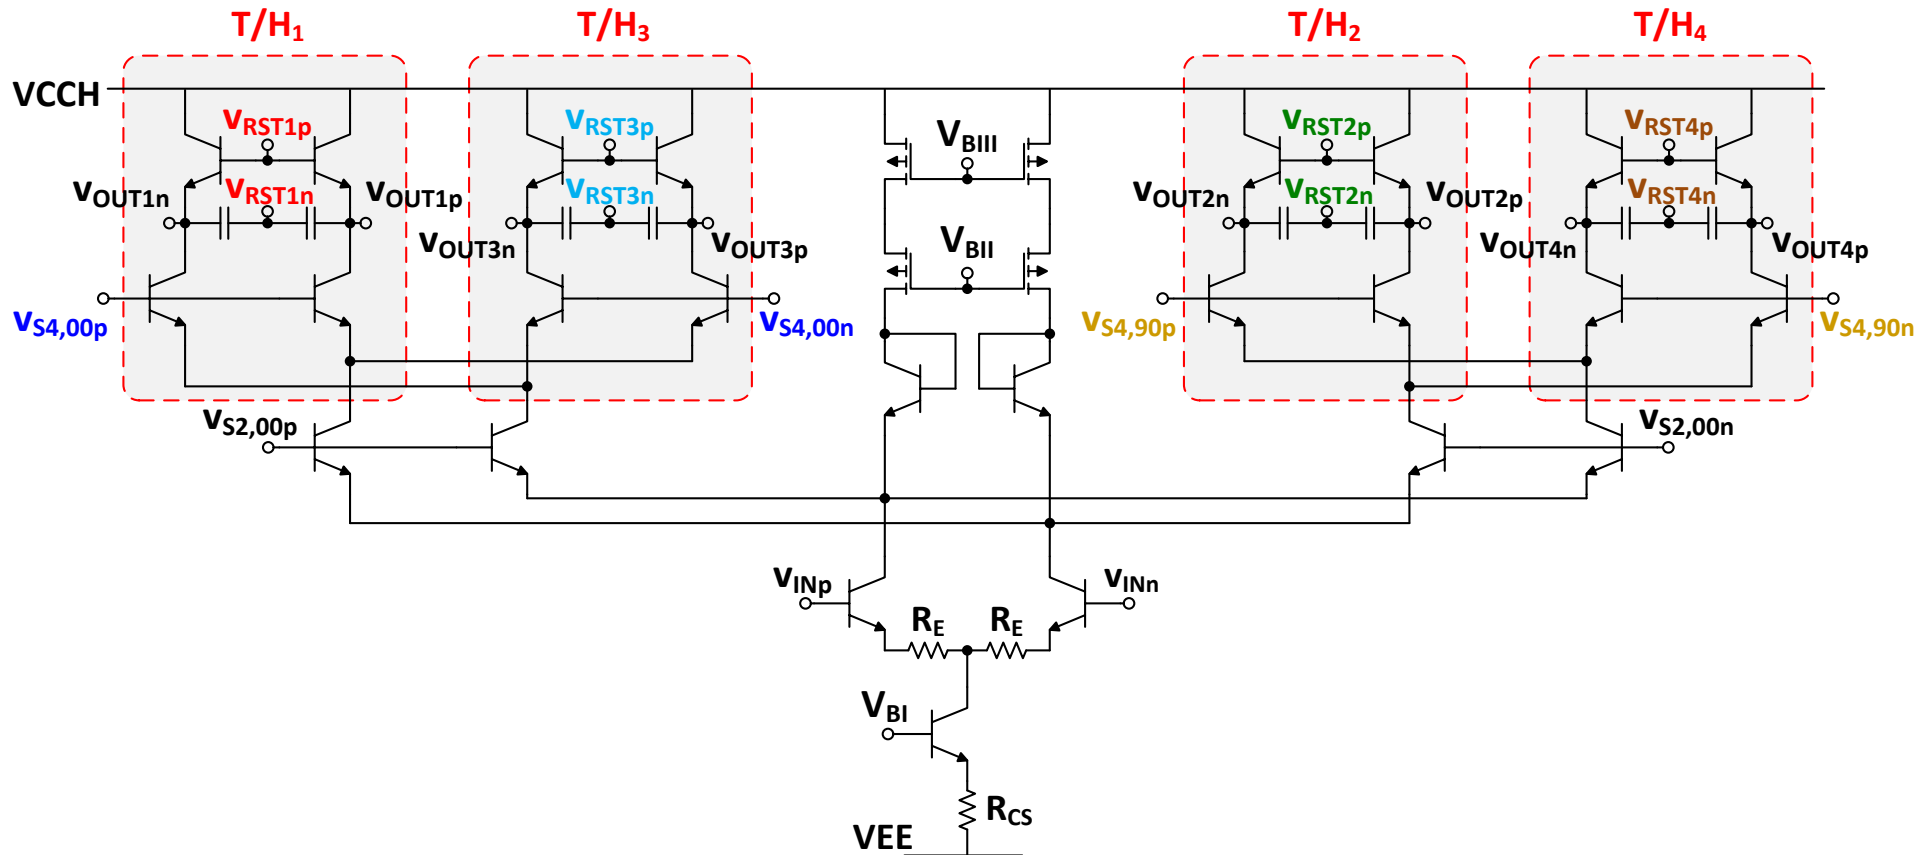 T/H1
T/H3
T/H2
T/H4
VCCH
vRST1p
vRST3p
VBIII
vRST2p
vRST4p
vOUT1n
vRST1n
vOUT1p
vRST3n
vOUT2n
vRST2n
vOUT2p
vRST4n
vOUT3n
vOUT3p
VBII
vOUT4n
vOUT4p
vS4,00p
vS4,00n
vS4,90p
vS4,90n
vS2,00p
vS2,00n
vINp
vINn
RE
RE
VBI
RCS
VEE